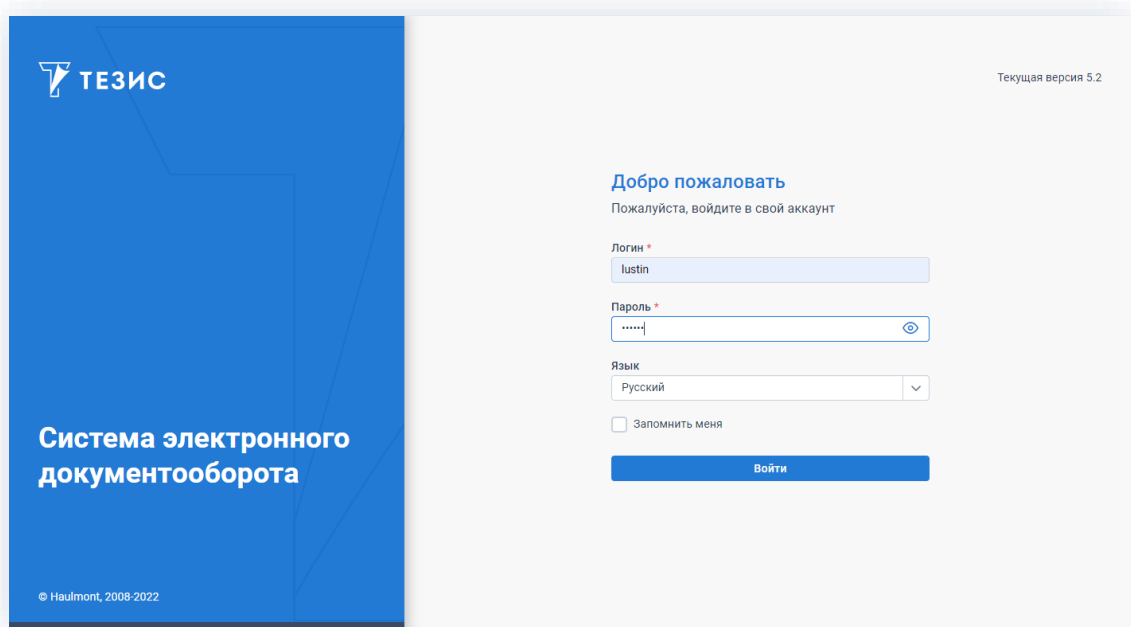 ТЕЗИС
Система электронного
документооборота
© Haulmont, 2008-2022
Текущая версия 5.2
Добро пожаловать
Пожалуйста, войдите в свой аккаунт
Логин *
lustin
Пароль *
••••••
Язык
Русский
Запомнить меня
Войти